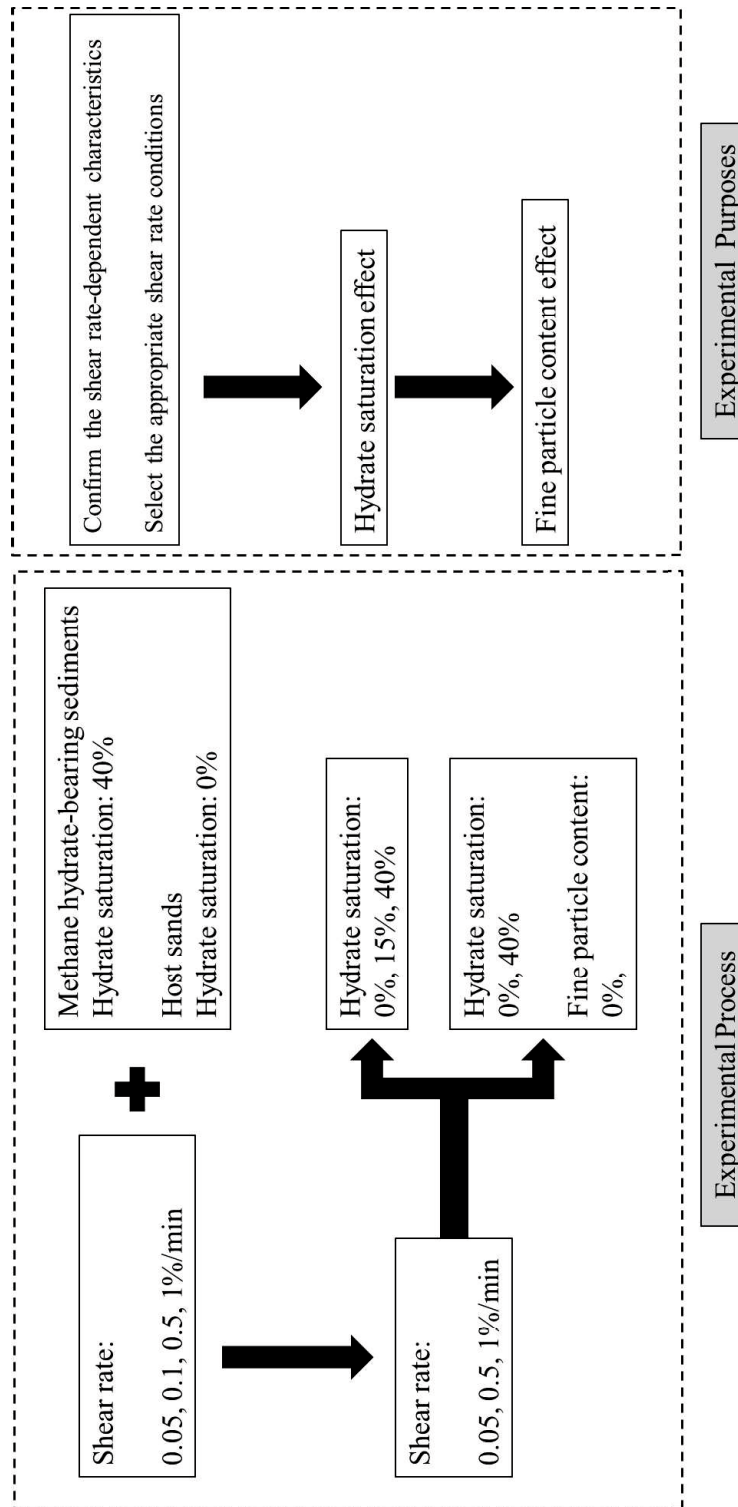 Shear rate:
0.05, 0.1, 0.5, 1%/min
Methane hydrate-bearing sediments
Hydrate saturation: 40%
Host sands
Hydrate saturation: 0%
Shear rate:
0.05, 0.5, 1%/min
Hydrate saturation:
0%, 15%, 40%
Hydrate saturation:
0%, 40%
Fine particle content:
0%,
Experimental Process
Confirm the shear rate-dependent characteristics
Select the appropriate shear rate conditions
Hydrate saturation effect
Fine particle content effect
Experimental Purposes